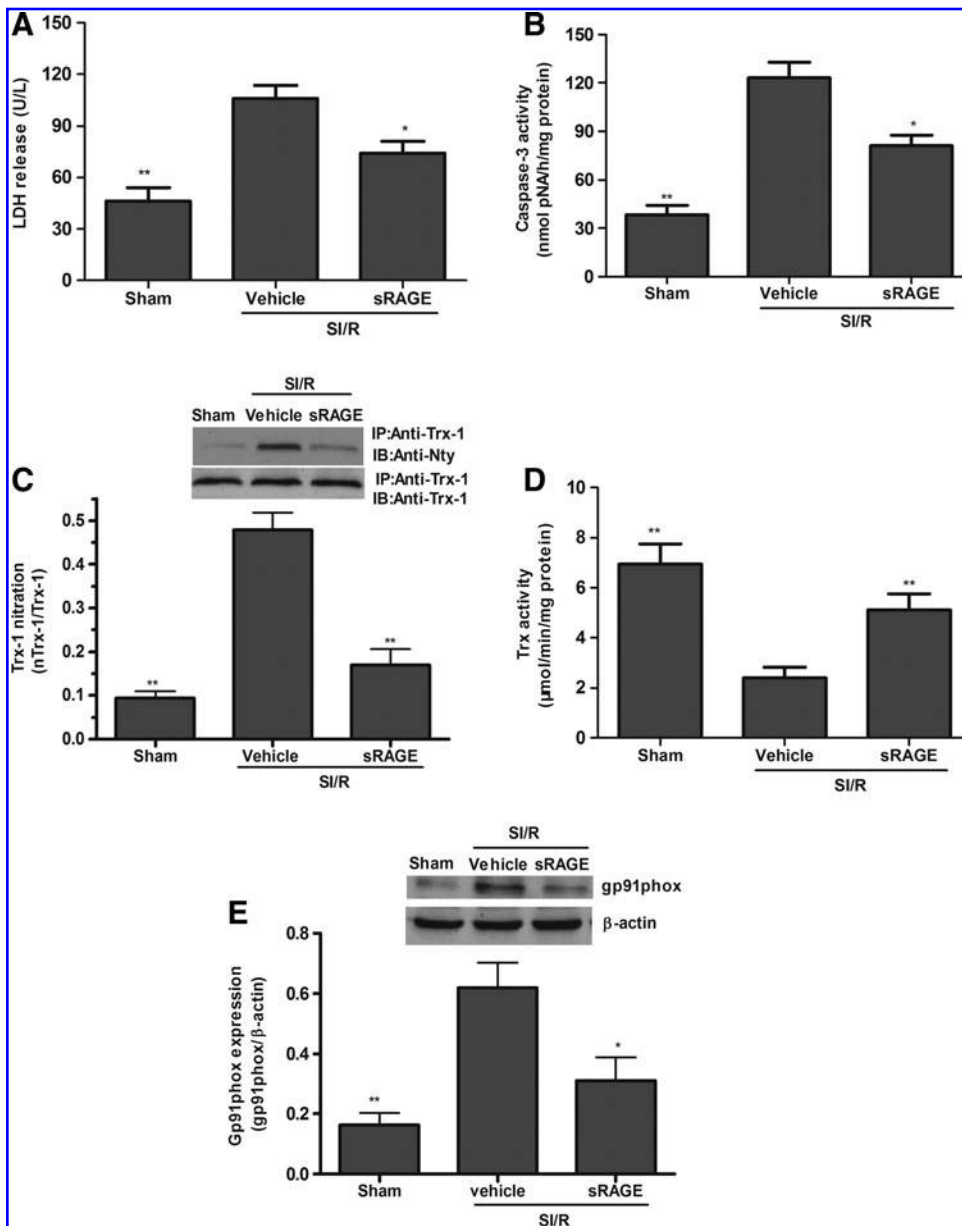 A
LDH release (U/L)
150
120
90
60
30
0
**
*
Sham
Vehicle
sRAGE
SI/R
B
Caspase-3 activity
(nmol pNA/h/mg protein)
150
120
90
60
30
0
**
*
Sham
Vehicle
sRAGE
SI/R
C
SI/R
Sham Vehicle sRAGE
IP:Anti-Trx-1
IB:Anti-Nty
IP:Anti-Trx-1
IB:Anti-Trx-1
Trx-1 nitration
(nTrx-1/Trx-1)
0.5
0.4
0.3
0.2
0.1
0.0
**
**
Sham
Vehicle
sRAGE
SI/R
D
Trx activity
(µmol/min/mg protein)
10
8
6
4
2
0
**
**
Sham
Vehicle
sRAGE
SI/R
E
SI/R
Sham Vehicle sRAGE
gp91phox
β-actin
Gp91phox expression
(gp91phox/β-actin)
0.8
0.6
0.4
0.2
0.0
**
*
Sham
vehicle
sRAGE
SI/R